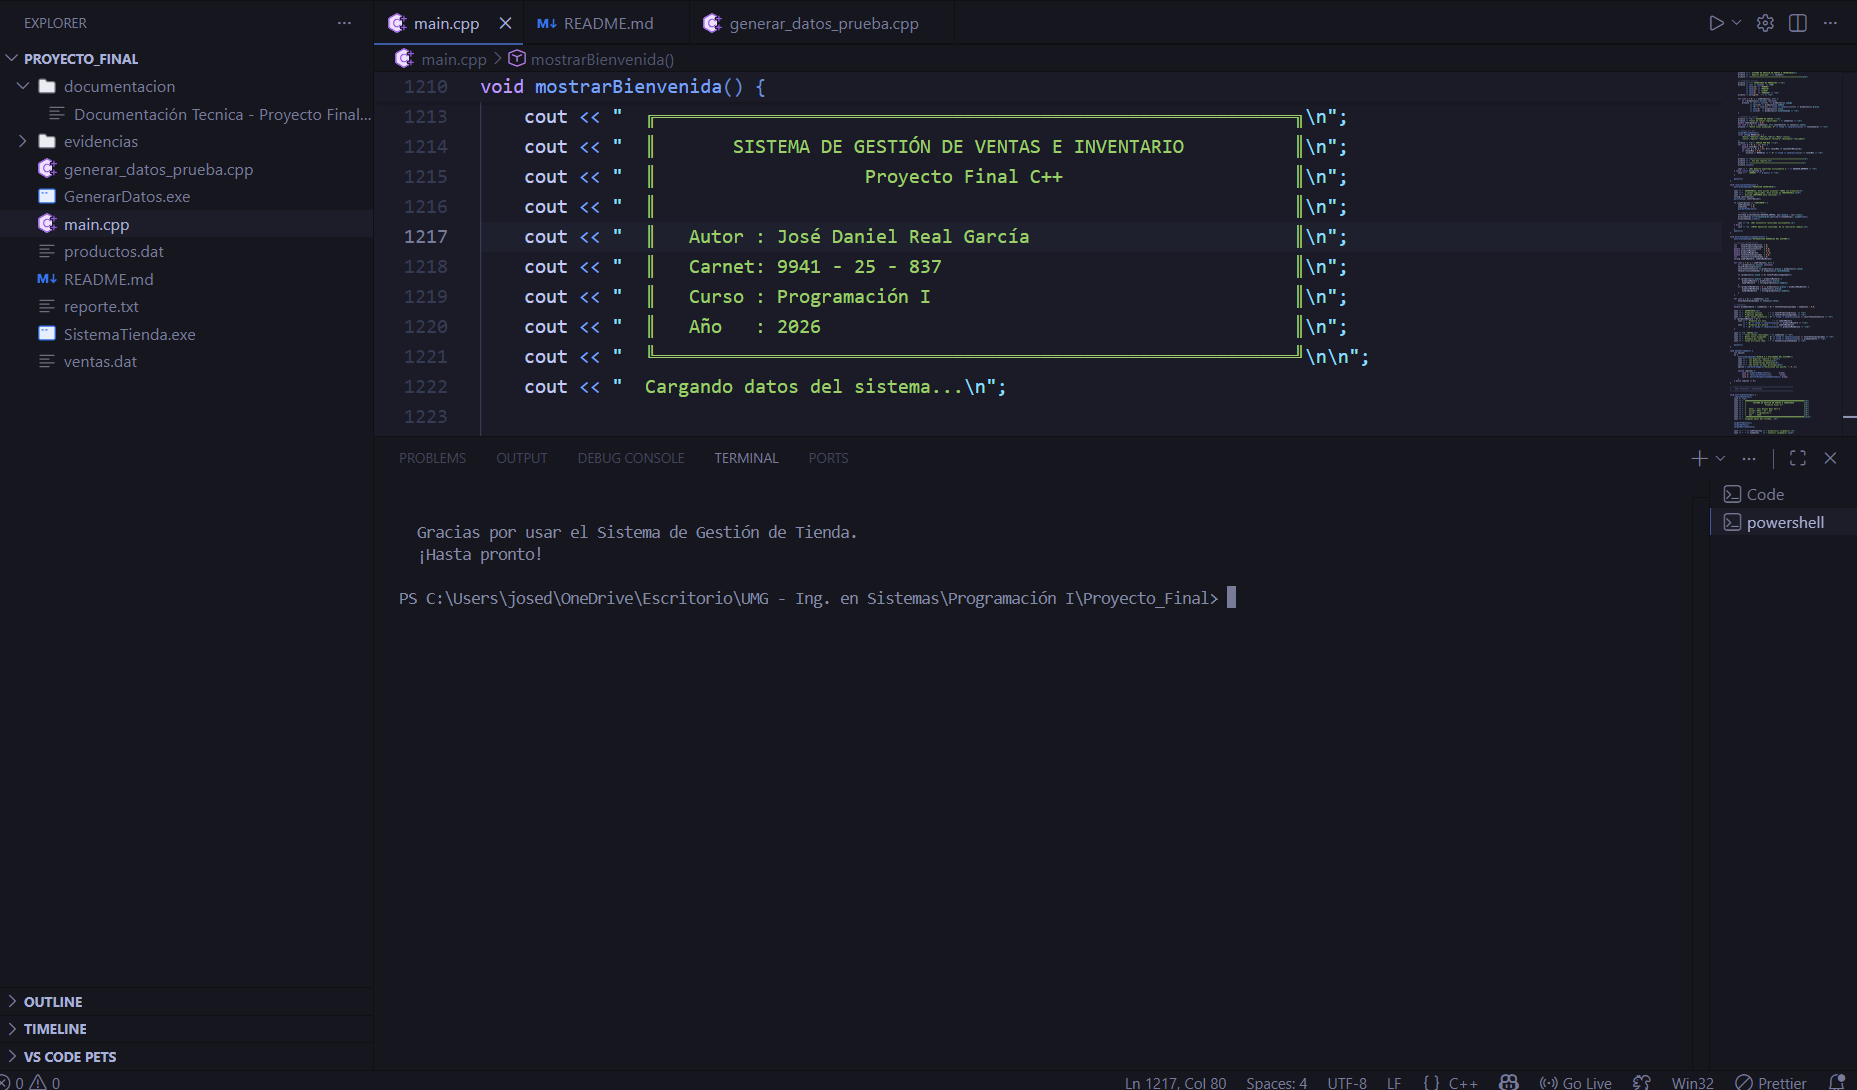 EXPLORER
PROYECTO_FINAL
documentacion
Documentación Tecnica - Proyecto Final...
evidencias
generar_datos_prueba.cpp
GenerarDatos.exe
main.cpp
productos.dat
README.md
reporte.txt
SistemaTienda.exe
ventas.dat
OUTLINE
TIMELINE
VS CODE PETS
main.cpp
README.md
generar_datos_prueba.cpp
main.cpp > mostrarBienvenida()
1210 void mostrarBienvenida() {
1213 cout << " ╔═══════════════════════════════════════════════════════════╗\n";
1214 cout << " ║ SISTEMA DE GESTIÓN DE VENTAS E INVENTARIO ║\n";
1215 cout << " ║ Proyecto Final C++ ║\n";
1216 cout << " ║ ║\n";
1217 cout << " ║ Autor : José Daniel Real García ║\n";
1218 cout << " ║ Carnet: 9941 - 25 - 837 ║\n";
1219 cout << " ║ Curso : Programación I ║\n";
1220 cout << " ║ Año : 2026 ║\n";
1221 cout << " ╚═══════════════════════════════════════════════════════════╝\n\n";
1222 cout << " Cargando datos del sistema...\n";
1223
PROBLEMS OUTPUT DEBUG CONSOLE TERMINAL PORTS
Gracias por usar el Sistema de Gestión de Tienda.
¡Hasta pronto!
PS C:\Users\josed\OneDrive\Escritorio\UMG - Ing. en Sistemas\Programación I\Proyecto_Final>
Code
powershell
0 0
Ln 1217, Col 80 Spaces: 4 UTF-8 LF { } C++ Go Live Win32 Prettier